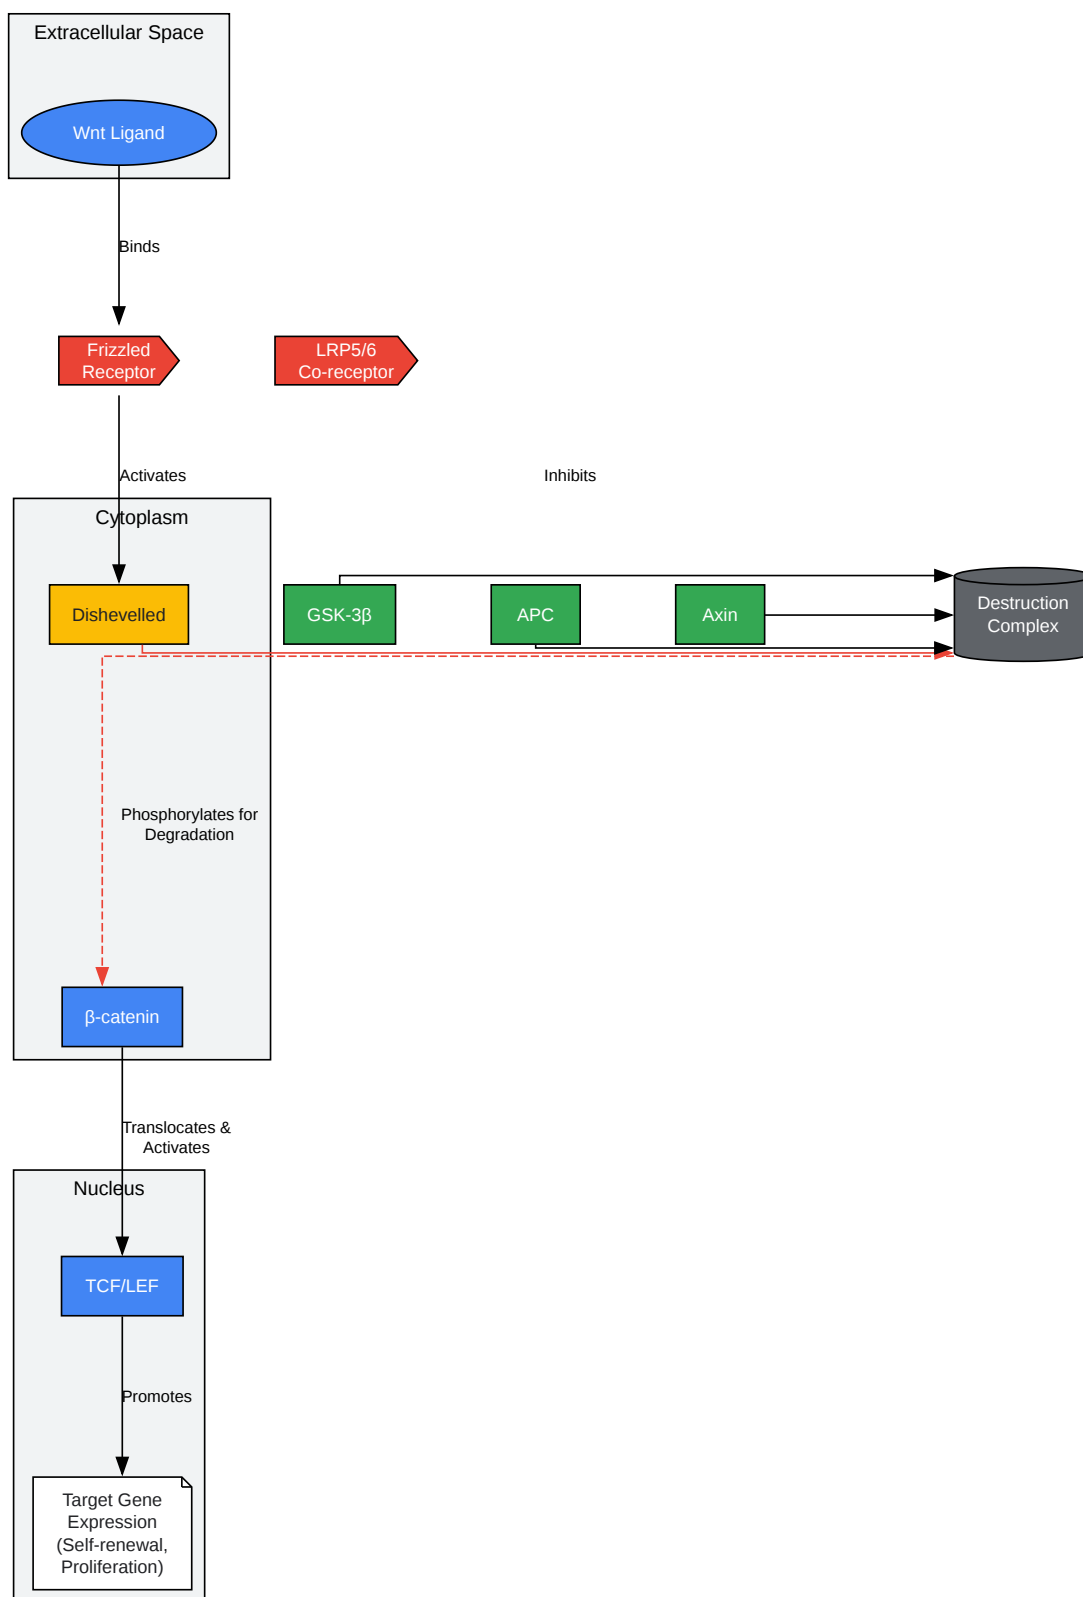 Extracellular Space
Wnt Ligand
Binds
Frizzled
Receptor
LRP5/6
Co-receptor
Activates
Inhibits
Cytoplasm
Dishevelled
GSK-3β
APC
Axin
Destruction
Complex
Phosphorylates for
Degradation
β-catenin
Translocates &
Activates
Nucleus
TCF/LEF
Promotes
Target Gene
Expression
(Self-renewal,
Proliferation)